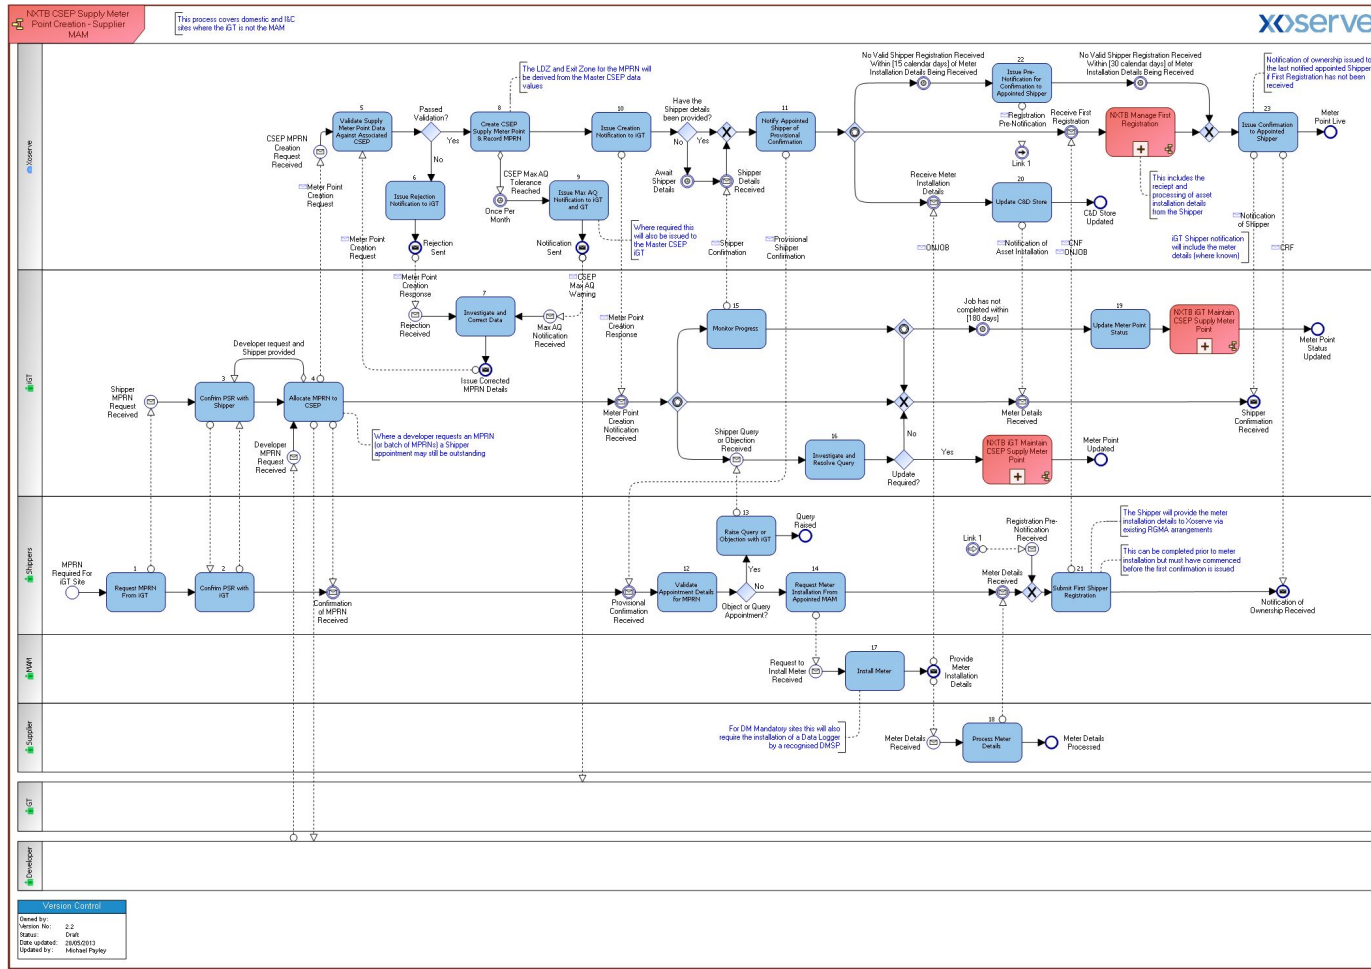 NXTB CSEP Supply Meter
Point Creation - Supplier
MAM
This process covers domestic and I&C
sites where the iGT is not the MAM
xoserve
Xoserve
The LDZ and Exit Zone for the MPRN will
be derived from the Master CSEP data
values
No Valid Shipper Registration Received
Within [15 calendar days] of Meter
Installation Details Being Received
No Valid Shipper Registration Received
Within [30 calendar days] of Meter
Installation Details Being Received
Notification of ownership issued to
the last notified appointed Shipper
if First Registration has not been
received
CSEP MPRN
Creation
Request
Received
5
Validate Supply
Meter Point Data
Against Associated
CSEP
Passed
Validation?
Yes
No
8
Create CSEP
Supply Meter Point
& Record MPRN
10
Issue Creation
Notification to iGT
Have the
Shipper details
been provided?
Yes
No
11
Notify Appointed
Shipper of
Provisional
Confirmation
22
Issue Pre-
Notification for
Confirmation to
Appointed Shipper
Registration
Pre-Notification
Receive First
Registration
Link 1
NXTB Manage First
Registration
23
Issue Confirmation
to Appointed
Shipper
Meter
Point Live
Meter Point
Creation
Request
6
Issue Rejection
Notification to iGT
Rejection
Sent
CSEP Max AQ
Tolerance
Reached
Once Per
Month
9
Issue Max AQ
Notification to iGT
and GT
Notification
Sent
Where required this
will also be issued to
the Master CSEP
iGT
Await
Shipper
Details
Shipper
Details
Received
Receive Meter
Installation
Details
20
Update C&D Store
C&D Store
Updated
This includes the
reciept and
processing of asset
installation details
from the Shipper
Meter Point
Creation
Request
Shipper
Confirmation
Provisional
Shipper
Confirmation
ONJOB
Notification of
Asset Installation
CNF
ONJOB
iGT Shipper notification
will include the meter
details (where known)
Notification
of Shipper
CRF
iGT
Meter Point
Creation
Response
Rejection
Received
7
Investigate and
Correct Data
CSEP
Max AQ
Warning
Max AQ
Notification
Received
Issue Corrected
MPRN Details
Meter Point
Creation
Response
15
Monitor Progress
Job has not
completed within
[180 days]
19
Update Meter Point
Status
NXTB iGT Maintain
CSEP Supply Meter
Point
Meter Point
Status
Updated
Developer request and
Shipper provided
Shipper
MPRN
Request
Received
3
Confrim PSR with
Shipper
4
Allocate MPRN to
CSEP
Developer
MPRN
Request
Received
Where a developer requests an MPRN
(or batch of MPRNs) a Shipper
appointment may still be outstanding
Meter Point
Creation
Notification
Received
Shipper Query
or Objection
Received
16
Investigate and
Resolve Query
No
Yes
Update
Required?
Meter Details
Received
NXTB iGT Maintain
CSEP Supply Meter
Point
Meter Point
Updated
Shipper
Confirmation
Received
Shippers
MPRN
Required For
iGT Site
1
Request MPRN
From iGT
2
Confrim PSR with
iGT
Confirmation
of MPRN
Received
Provisional
Confirmation
Received
12
Validate
Appointment Details
for MPRN
13
Raise Query or
Objection with iGT
Query
Raised
Yes
No
Object or Query
Appointment?
14
Request Meter
Installation From
Appointed MAM
Link 1
Registration Pre-
Notification
Received
Meter Details
Received
21
Submit First Shipper
Registration
The Shipper will provide the meter
installation details to Xoserve via
existing RGMA arrangements
This can be completed prior to meter
installation but must have commenced
before the first confirmation is issued
Notification of
Ownership Received
MAM
Request to
Install Meter
Received
17
Install Meter
Provide
Meter
Installation
Details
Supplier
For DM Mandatory sites this will also
require the installation of a Data Logger
by a recognised DMSP
Meter Details
Received
18
Process Meter
Details
Meter Details
Processed
GT
Developer
Version Control
Owned by:
Version No: 2.2
Status: Draft
Date updated: 28/05/2013
Updated by: Michael Payley